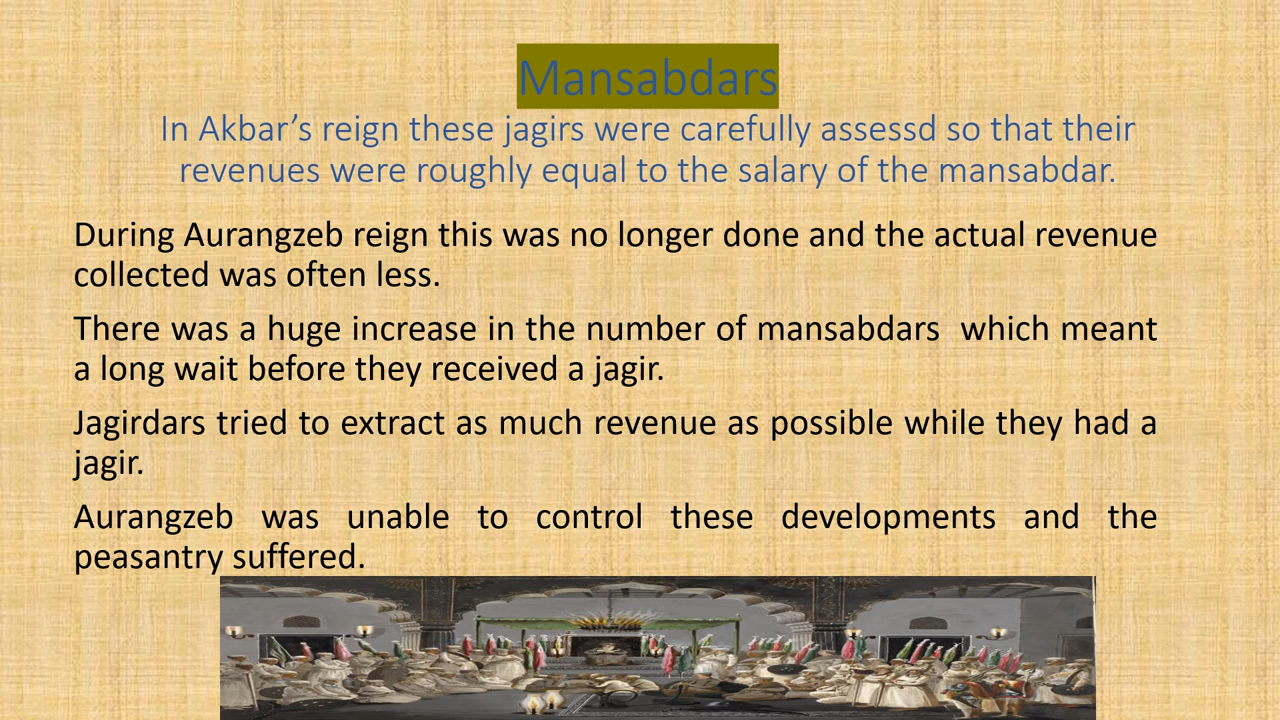 Mansabdars
In Akbar’s reign these jagirs were carefully assessd so that their
revenues were roughly equal to the salary of the mansabdar.
During Aurangzeb reign this was no longer done and the actual revenue
collected was often less.
There was a huge increase in the number of mansabdars  which meant
a long wait before they received a jagir.
Jagirdars tried to extract as much revenue as possible while they had a
jagir.
Aurangzeb was unable to control these developments and the
peasantry suffered.